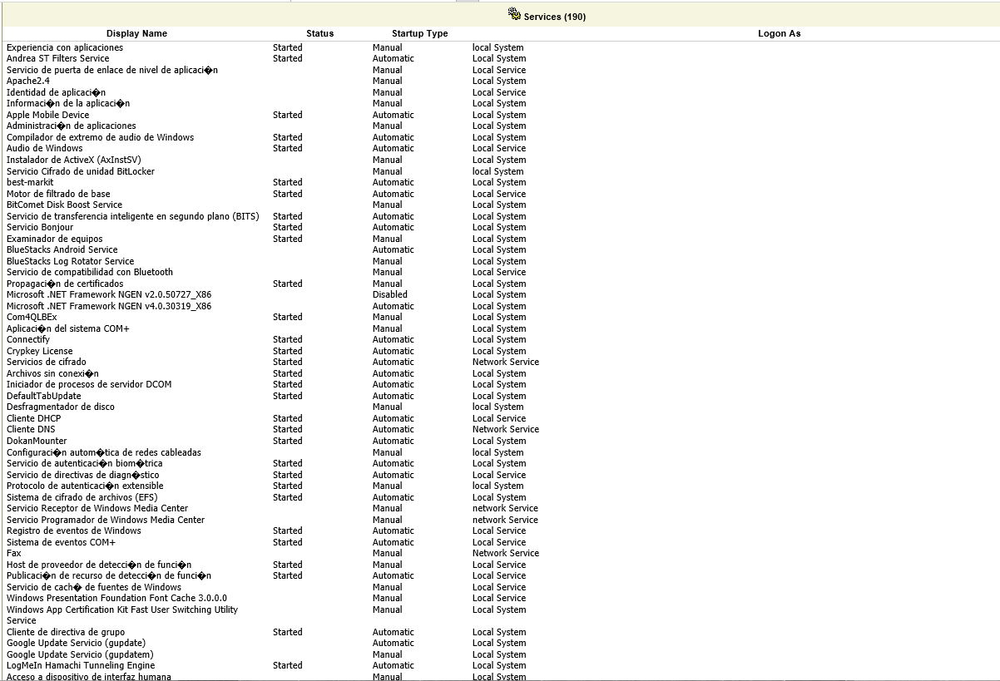 Services (190)
Display Name Status Startup Type Logon As
Experiencia con aplicaciones Started Manual local System
Andrea ST Filters Service Started Automatic Local System
Servicio de puerta de enlace de nivel de aplicaci�n Manual Local Service
Apache2.4 Manual Local System
Identidad de aplicaci�n Manual Local Service
Informaci�n de la aplicaci�n Manual Local System
Apple Mobile Device Started Automatic Local System
Administraci�n de aplicaciones Manual Local System
Compilador de extremo de audio de Windows Started Automatic Local System
Audio de Windows Started Automatic Local Service
Instalador de ActiveX (AxInstSV) Manual Local System
Servicio Cifrado de unidad BitLocker Manual local System
best-markit Started Automatic Local System
Motor de filtrado de base Started Automatic Local Service
BitComet Disk Boost Service Manual Local System
Servicio de transferencia inteligente en segundo plano (BITS) Started Automatic Local System
Servicio Bonjour Started Automatic Local System
Examinador de equipos Started Manual Local System
BlueStacks Android Service Automatic Local System
BlueStacks Log Rotator Service Manual Local System
Servicio de compatibilidad con Bluetooth Manual Local Service
Propagaci�n de certificados Started Manual Local System
Microsoft .NET Framework NGEN v2.0.50727_X86 Disabled Local System
Microsoft .NET Framework NGEN v4.0.30319_X86 Automatic Local System
Com4QLBEx Started Manual Local System
Aplicaci�n del sistema COM+ Manual Local System
Connectify Started Automatic Local System
Crypkey License Started Automatic Local System
Servicios de cifrado Started Automatic Network Service
Archivos sin conexi�n Started Automatic Local System
Iniciador de procesos de servidor DCOM Started Automatic Local System
DefaultTabUpdate Started Automatic Local System
Desfragmentador de disco Manual local System
Cliente DHCP Started Automatic Local Service
Cliente DNS Started Automatic Network Service
DokanMounter Started Automatic Local System
Configuraci�n autom�tica de redes cableadas Manual local System
Servicio de autenticaci�n biom�trica Started Automatic Local System
Servicio de directivas de diagn�stico Started Automatic Local Service
Protocolo de autenticaci�n extensible Started Manual local System
Sistema de cifrado de archivos (EFS) Started Automatic Local System
Servicio Receptor de Windows Media Center Manual network Service
Servicio Programador de Windows Media Center Manual network Service
Registro de eventos de Windows Started Automatic Local Service
Sistema de eventos COM+ Started Automatic Local Service
Fax Manual Network Service
Host de proveedor de detecci�n de funci�n Started Manual Local Service
Publicaci�n de recurso de detecci�n de funci�n Started Automatic Local Service
Servicio de cach� de fuentes de Windows Manual Local Service
Windows Presentation Foundation Font Cache 3.0.0.0 Manual Local Service
Windows App Certification Kit Fast User Switching Utility Manual Local System
Service
Cliente de directiva de grupo Started Automatic Local System
Google Update Servicio (gupdate) Automatic Local System
Google Update Servicio (gupdatem) Manual Local System
LogMeIn Hamachi Tunneling Engine Started Automatic Local System
Acceso a dispositivo de interfaz humana Manual Local System